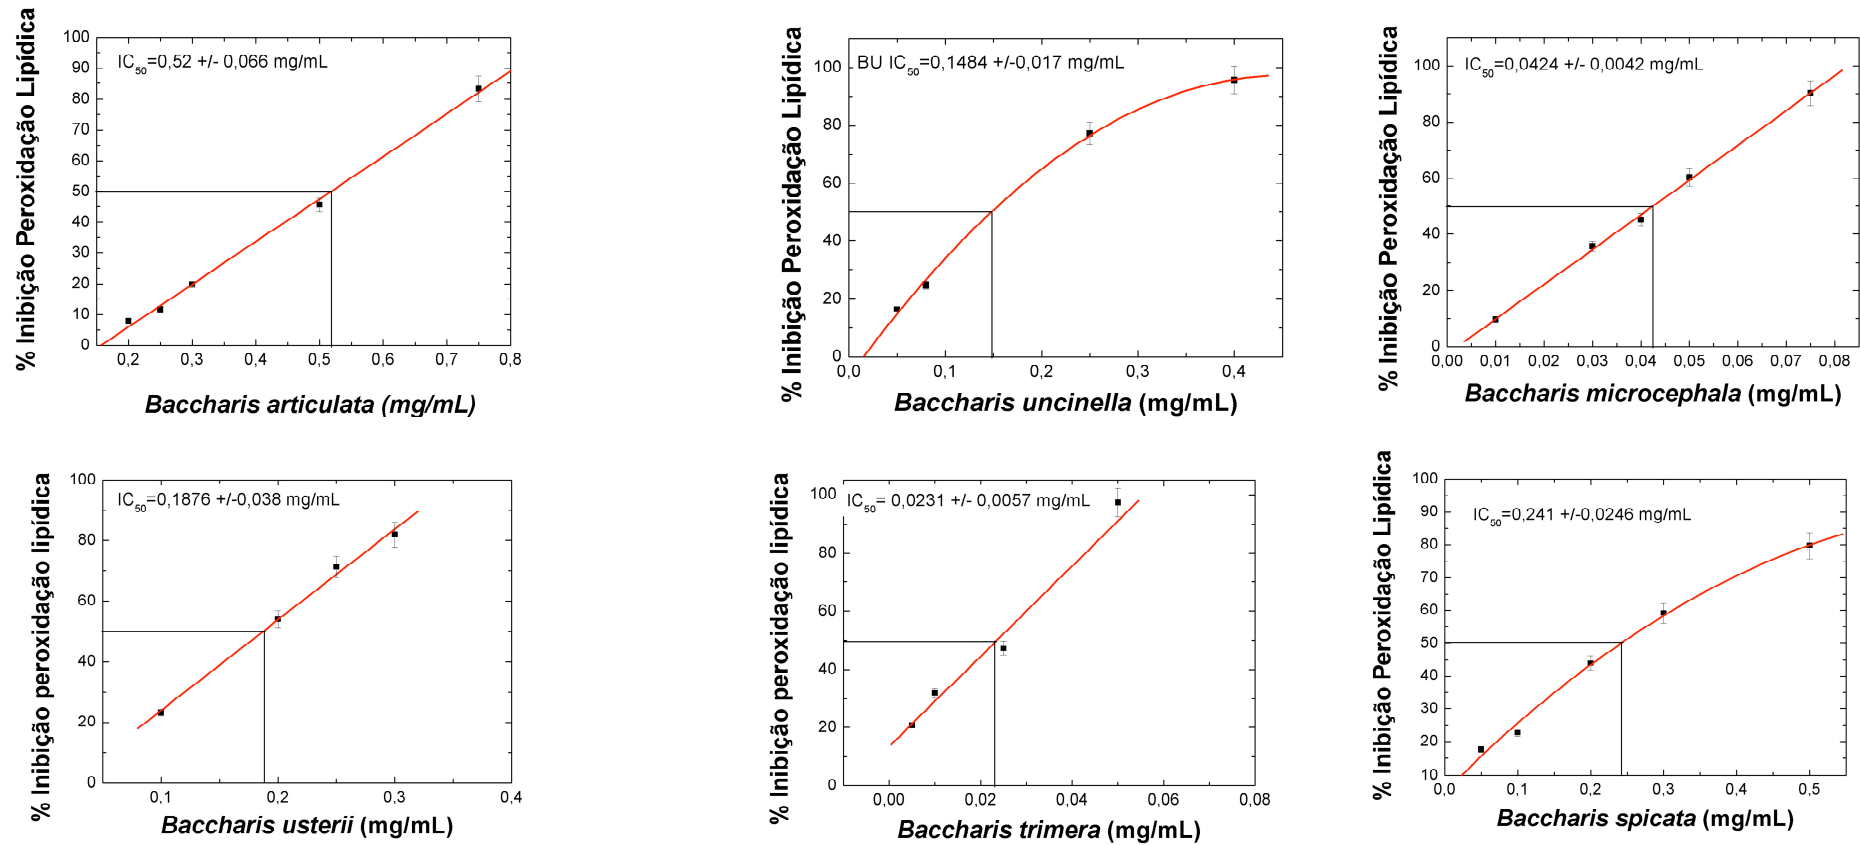 % Inibição Peroxidação Lipídica
100
90
80
70
60
50
40
30
20
10
0
IC50=0,52 +/- 0,066 mg/mL
0,2 0,3 0,4 0,5 0,6 0,7 0,8
Baccharis articulata (mg/mL)
% Inibição Peroxidação Lipídica
100
80
60
40
20
0
BU IC50=0,1484 +/-0,017 mg/mL
0,0 0,1 0,2 0,3 0,4
Baccharis uncinella (mg/mL)
% Inibição Peroxidação Lipídica
100
80
60
40
20
0
IC50=0,0424 +/- 0,0042 mg/mL
0,00 0,01 0,02 0,03 0,04 0,05 0,06 0,07 0,08
Baccharis microcephala (mg/mL)
% Inibição peroxidação lipídica
100
80
60
40
20
0
IC50=0,1876 +/-0,038 mg/mL
0,1 0,2 0,3 0,4
Baccharis usterii (mg/mL)
% Inibição peroxidação lipídica
100
80
60
40
20
0
IC50= 0,0231 +/- 0,0057 mg/mL
0,00 0,02 0,04 0,06 0,08
Baccharis trimera (mg/mL)
% Inibição Peroxidação Lipídica
100
90
80
70
60
50
40
30
20
10
IC50=0,241 +/-0,0246 mg/mL
0,0 0,1 0,2 0,3 0,4 0,5
Baccharis spicata (mg/mL)